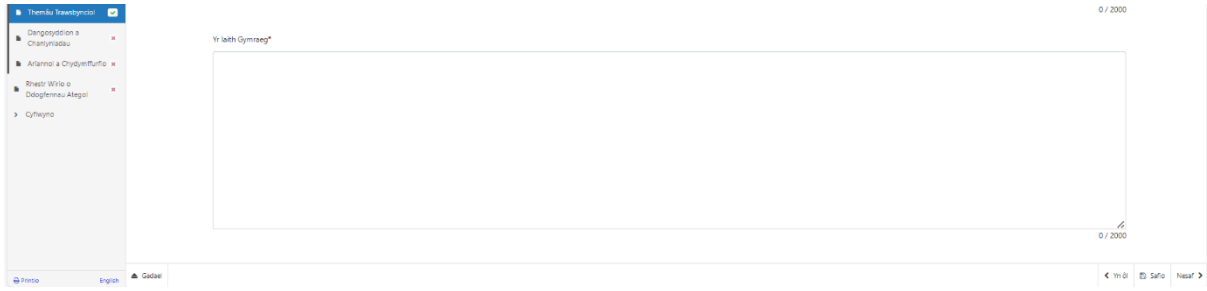 Themâu Trawsbynciol
Dangosyddion a
Chanlyniadau
Ariannol a Chydymffurfio
Rhestr Wirio o
Ddogfennau Ategol
Cyflwyno
Printio
English
0 / 2000
Yr Iaith Gymraeg*
0 / 2000
Gadael
Yn ôl
Safio
Nesaf